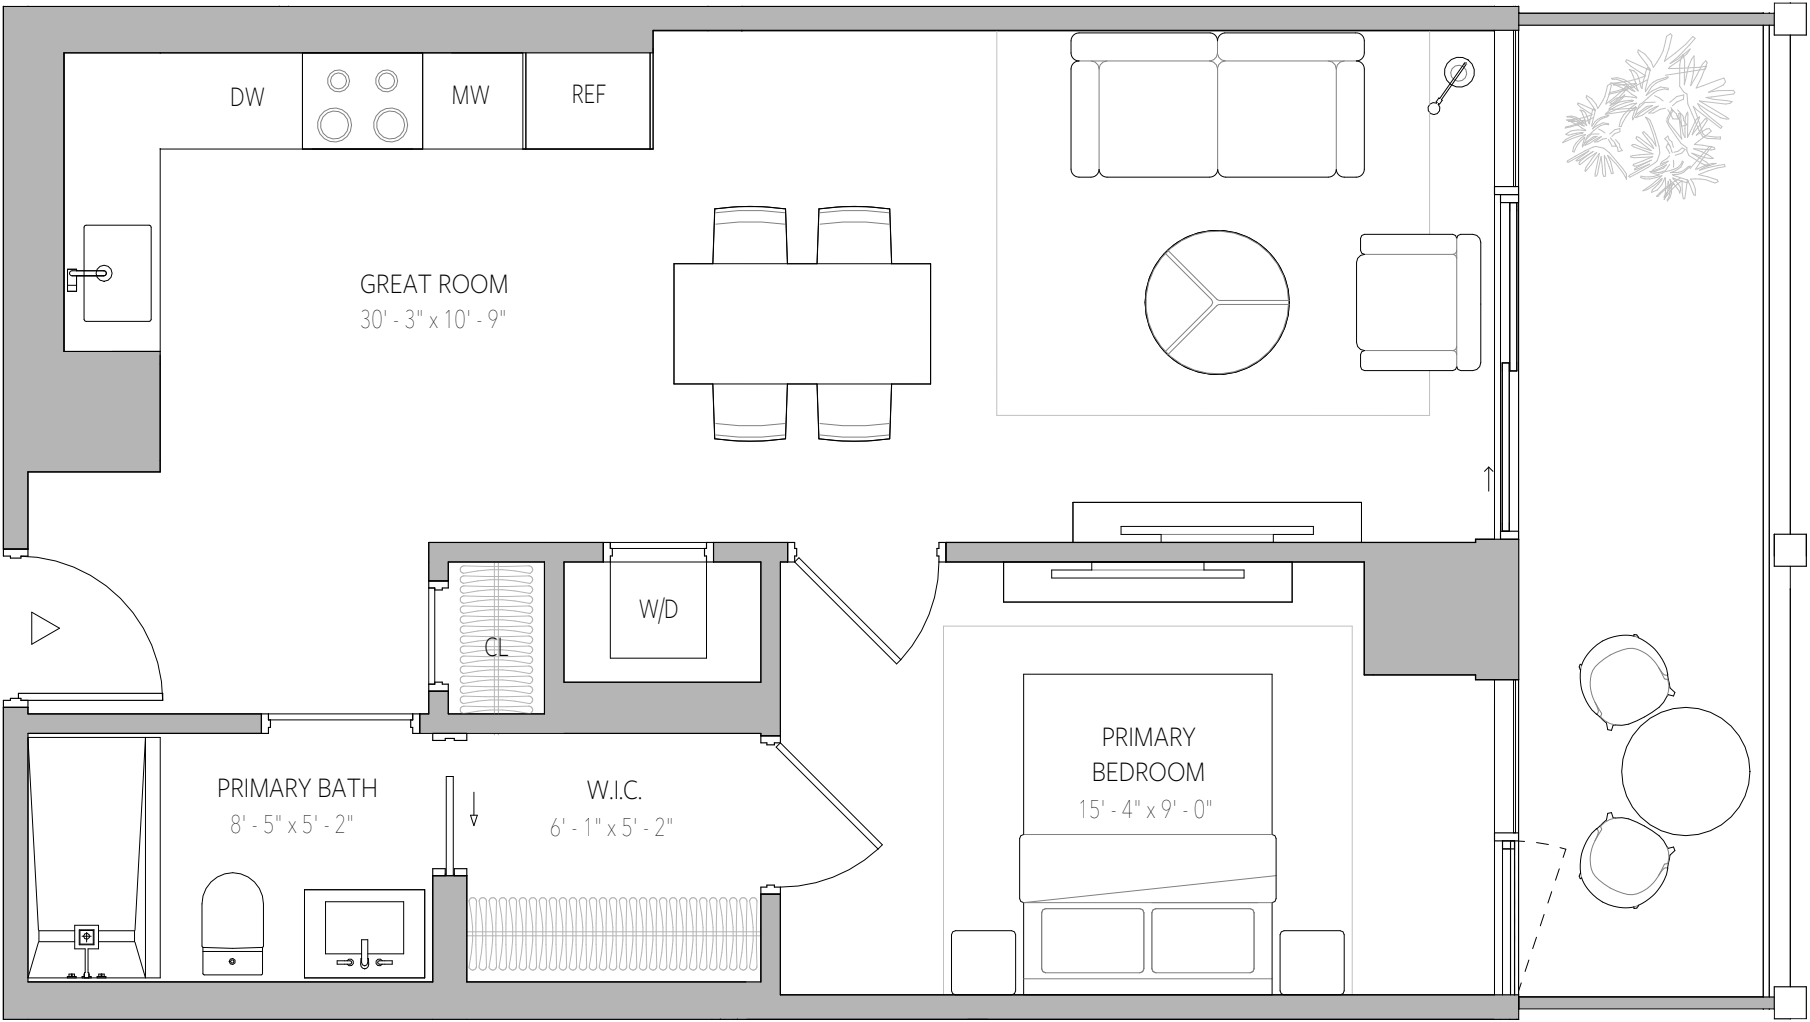 DW
MW
REF
GREAT ROOM
30' - 3" x 10' - 9"
W/D
CL
PRIMARY
BEDROOM
15' - 4" x 9' - 0"
PRIMARY BATH
8' - 5" x 5' - 2"
W.I.C.
6' - 1" x 5' - 2"